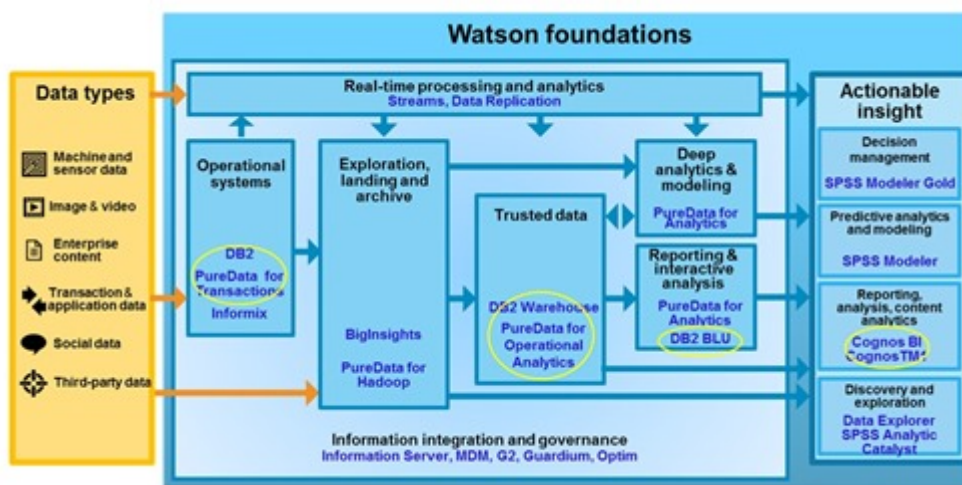 Watson foundations
Data types
Machine and
sensor data
Image & video
Enterprise
content
Transaction &
application data
Social data
Third-party data
Real-time processing and analytics
Streams, Data Replication
Operational
systems
DB2
PureData for
Transactions
Informix
Exploration,
landing and
archive
BigInsights
PureData for
Hadoop
Trusted data
DB2 Warehouse
PureData for
Operational
Analytics
Deep
analytics &
modeling
PureData for
Analytics
Reporting &
interactive
analysis
PureData for
Analytics
DB2 BLU
Information integration and governance
Information Server, MDM, G2, Guardium, Optim
Actionable
insight
Decision
management
SPSS Modeler Gold
Predictive analytics
and modeling
SPSS Modeler
Reporting,
analysis, content
analytics
Cognos BI
CognosTM1
Discovery and
exploration
Data Explorer
SPSS Analytic
Catalyst